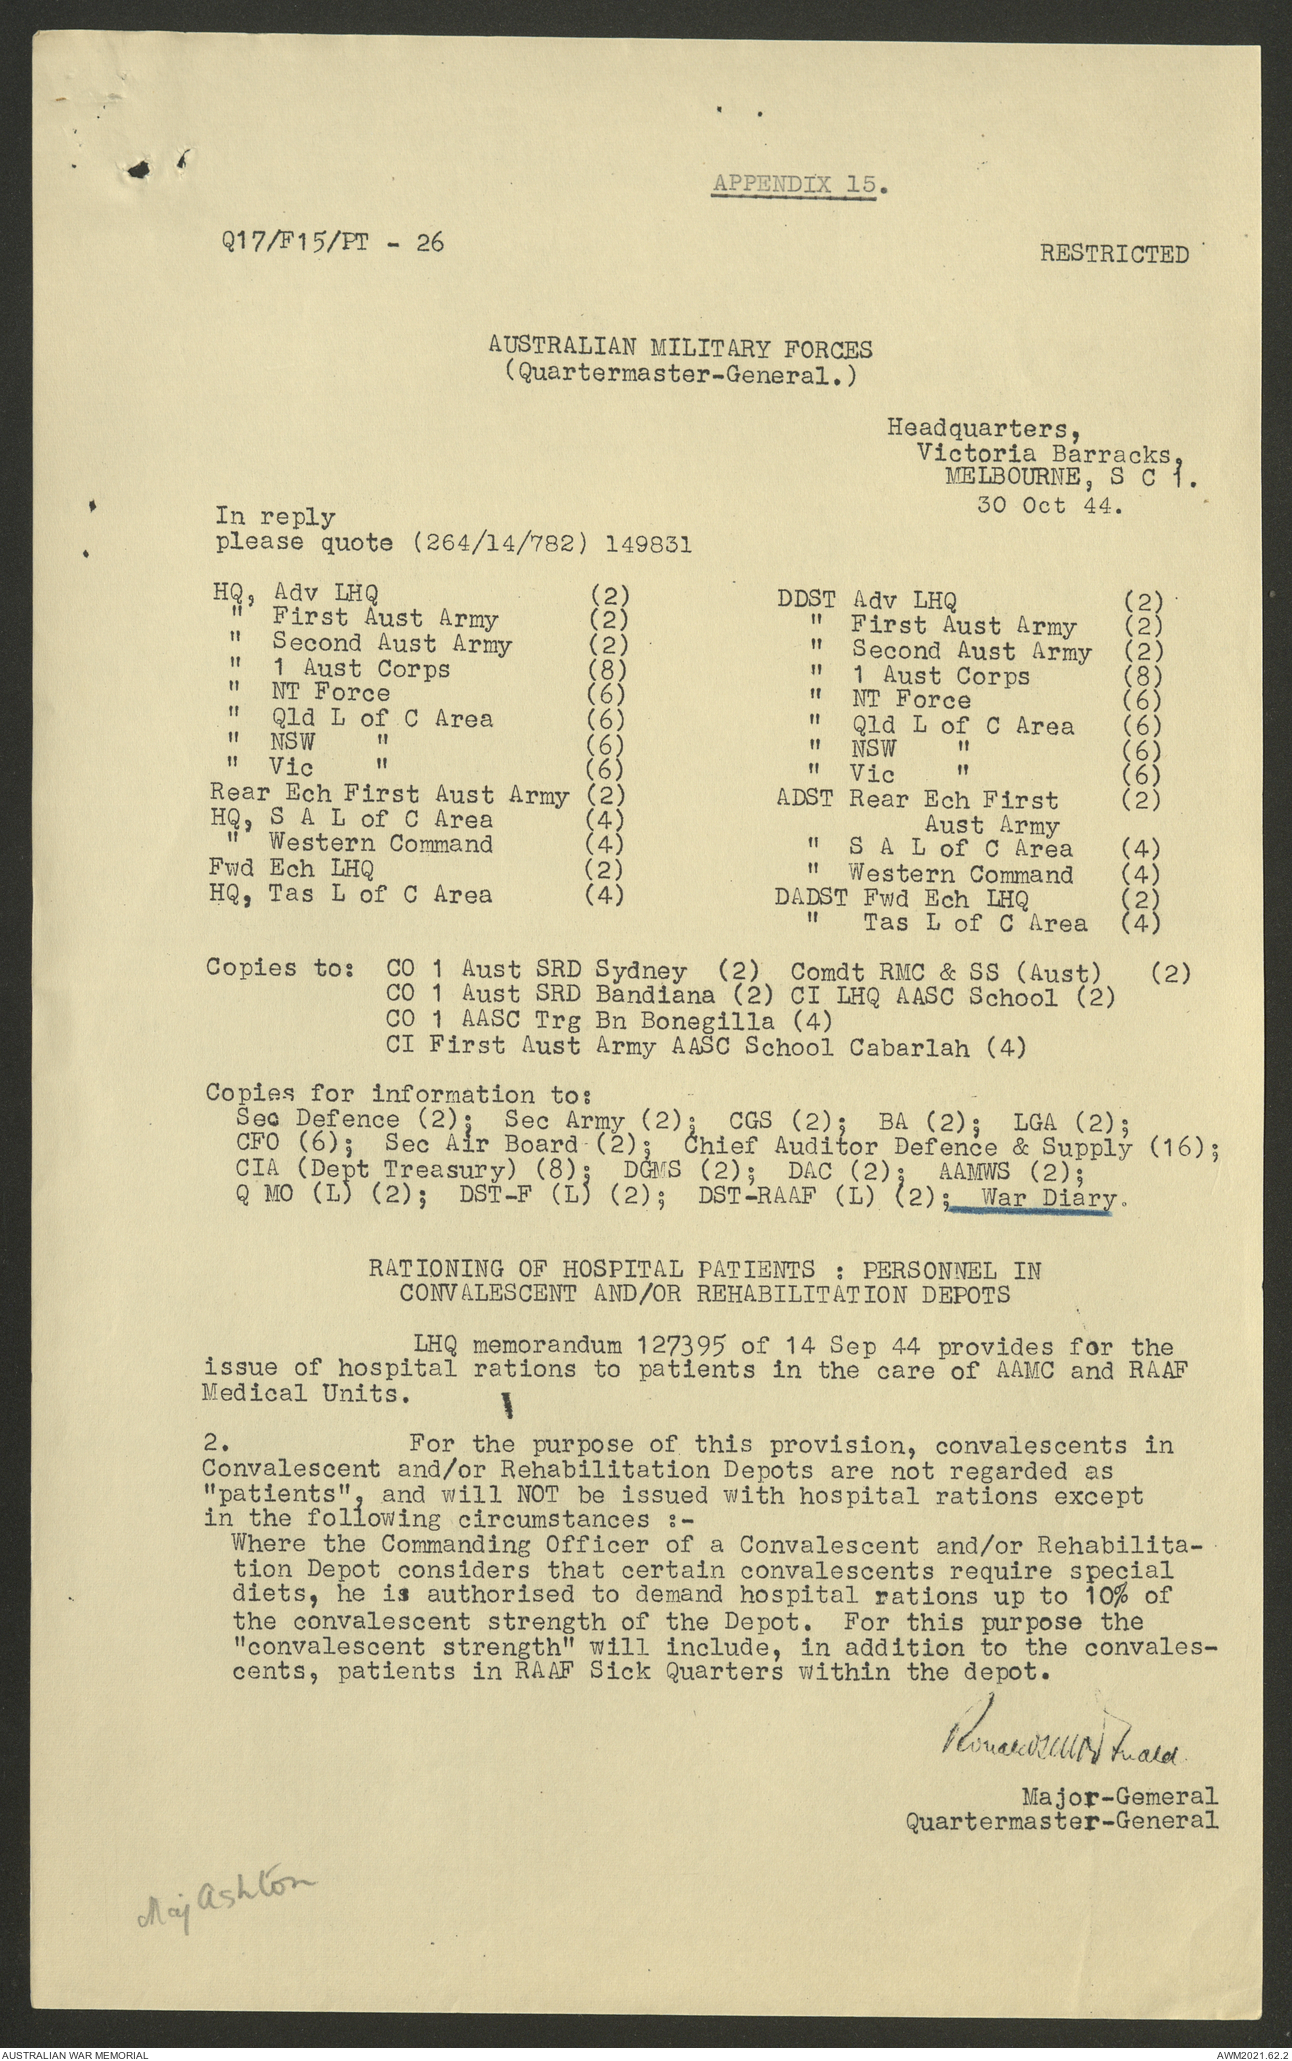 APPENDIX 15.
Q17/F15/PT - 26
RESTRICTED
AUSTRALIAN MILITARY FORCES
(Quartermaster-General.)
Headquarters,
Victoria Barracks,
MELBOURNE, S C 1.
30 Oct 44.
In reply
please quote (264/14/782) 149831
HQ, Adv LHQ (2)
" First Aust Army (2)
" Second Aust Army (2)
" 1 Aust Corps (8)
" NT Force (6)
" Qld L of C Area (6)
" NSW " (6)
" Vic " (6)
Rear Ech First Aust Army (2)
HQ, S A L of C Area (4)
" Western Command (4)
Fwd Ech LHQ (2)
HQ, Tas L of C Area (4)
DDST Adv LHQ (2)
" First Aust Army (2)
" Second Aust Army (2)
" 1 Aust Corps (8)
" NT Force (6)
" Qld L of C Area (6)
" NSW " (6)
" Vic " (6)
ADST Rear Ech First (2)
Aust Army
" S A L of C Area (4)
" Western Command (4)
DADST Fwd Ech LHQ (2)
" Tas L of C Area (4)
Copies to: CO 1 Aust SRD Sydney (2) Comdt RMC & SS (Aust) (2)
CO 1 Aust SRD Bandiana (2) CI LHQ AASC School (2)
CO 1 AASC Trg Bn Bonegilla (4)
CI First Aust Army AASC School Cabarlah (4)
Copies for information to:
Sec Defence (2); Sec Army (2); CGS (2); BA (2); LGA (2);
CFO (6); Sec Air Board (2); Chief Auditor Defence & Supply (16);
CIA (Dept Treasury) (8); DGMS (2); DAC (2); AAMWS (2);
Q MO (L) (2); DST-F (L) (2); DST-RAAF (L) (2); War Diary.
RATIONING OF HOSPITAL PATIENTS : PERSONNEL IN
CONVALESCENT AND/OR REHABILITATION DEPOTS
LHQ memorandum 127395 of 14 Sep 44 provides for the
issue of hospital rations to patients in the care of AAMC and RAAF
Medical Units.
2. For the purpose of this provision, convalescents in
Convalescent and/or Rehabilitation Depots are not regarded as
"patients", and will NOT be issued with hospital rations except
in the following circumstances :-
Where the Commanding Officer of a Convalescent and/or Rehabilita-
tion Depot considers that certain convalescents require special
diets, he is authorised to demand hospital rations up to 10% of
the convalescent strength of the Depot. For this purpose the
"convalescent strength" will include, in addition to the convales-
cents, patients in RAAF Sick Quarters within the depot.
Major-Gemeral
Quartermaster-General
Maj Ashton
AUSTRALIAN WAR MEMORIAL
AWM2021.62.2